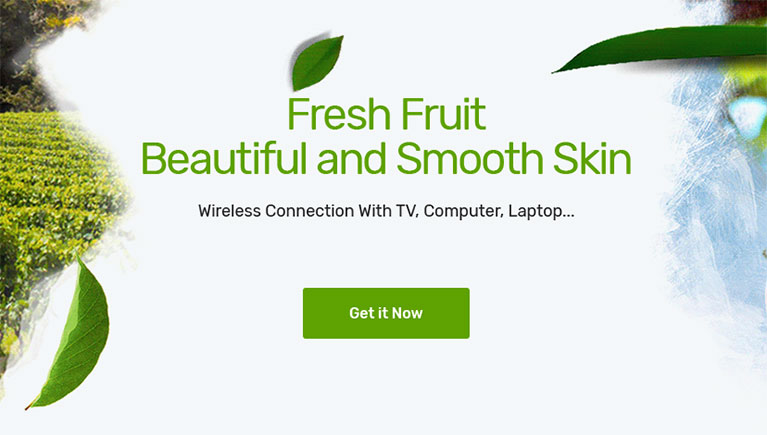 Fresh Fruit
Beautiful and Smooth Skin
Wireless Connection With TV, Computer, Laptop...
Get it Now